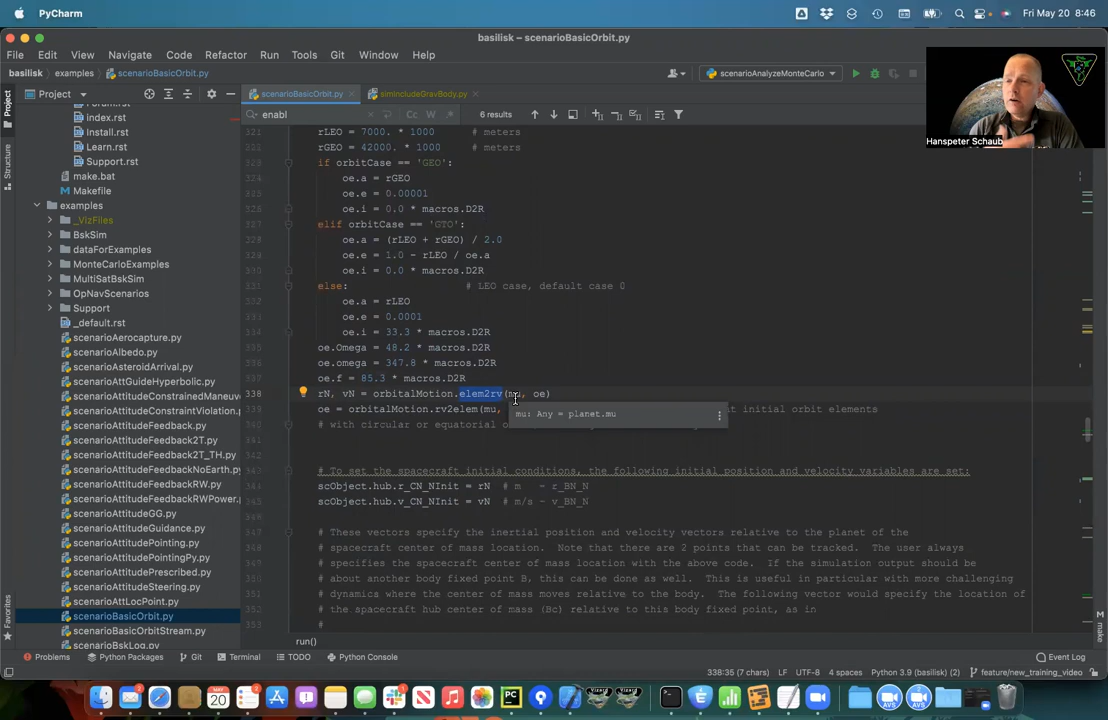 PyCharm
Fri May 20 8:46
basilisk – scenarioBasicOrbit.py
File Edit View Navigate Code Refactor Run Tools Git Window Help
basilisk › examples › scenarioBasicOrbit.py
scenarioAnalyzeMonteCarlo
Hanspeter Schaub
Project
scenarioBasicOrbit.py
simIncludeGravBody.py
Project
Structure
Favorites
make
enabl
Cc W
6 results
index.rst
Install.rst
Learn.rst
Support.rst
make.bat
Makefile
examples
_VizFiles
BskSim
dataForExamples
MonteCarloExamples
MultiSatBskSim
OpNavScenarios
Support
_default.rst
scenarioAerocapture.py
scenarioAlbedo.py
scenarioAsteroidArrival.py
scenarioAttGuideHyperbolic.py
scenarioAttitudeConstrainedManeuve
scenarioAttitudeConstraintViolation.p
scenarioAttitudeFeedback.py
scenarioAttitudeFeedback2T.py
scenarioAttitudeFeedback2T_TH.py
scenarioAttitudeFeedbackNoEarth.py
scenarioAttitudeFeedbackRW.py
scenarioAttitudeFeedbackRWPower.
scenarioAttitudeGG.py
scenarioAttitudeGuidance.py
scenarioAttitudePointing.py
scenarioAttitudePointingPy.py
scenarioAttitudePrescribed.py
scenarioAttitudeSteering.py
scenarioAttLocPoint.py
scenarioBasicOrbit.py
scenarioBasicOrbitStream.py
scenarioBskLog.py
rLEO = 7000. * 1000 # meters
rGEO = 42000. * 1000 # meters
if orbitCase == 'GEO':
oe.a = rGEO
oe.e = 0.00001
oe.i = 0.0 * macros.D2R
elif orbitCase == 'GTO':
oe.a = (rLEO + rGEO) / 2.0
oe.e = 1.0 - rLEO / oe.a
oe.i = 0.0 * macros.D2R
else: # LEO case, default case 0
oe.a = rLEO
oe.e = 0.0001
oe.i = 33.3 * macros.D2R
oe.Omega = 48.2 * macros.D2R
oe.omega = 347.8 * macros.D2R
oe.f = 85.3 * macros.D2R
338 rN, vN = orbitalMotion.elem2rv(mu, oe)
oe = orbitalMotion.rv2elem(mu, initial orbit elements
mu: Any = planet.mu
# with circular or equatorial
# To set the spacecraft initial conditions, the following initial position and velocity variables are set:
scObject.hub.r_CN_NInit = rN # m - r_BN_N
scObject.hub.v_CN_NInit = vN # m/s - v_BN_N
# These vectors specify the inertial position and velocity vectors relative to the planet of the
# spacecraft center of mass location. Note that there are 2 points that can be tracked. The user always
# specifies the spacecraft center of mass location with the above code. If the simulation output should be
# about another body fixed point B, this can be done as well. This is useful in particular with more challenging
# dynamics where the center of mass moves relative to the body. The following vector would specify the location of
# the spacecraft hub center of mass (Bc) relative to this body fixed point, as in
#
run()
Problems Python Packages Git Terminal TODO Python Console Event Log
338:35 (7 chars) LF UTF-8 4 spaces Python 3.9 (basilisk) (2) feature/new_training_video